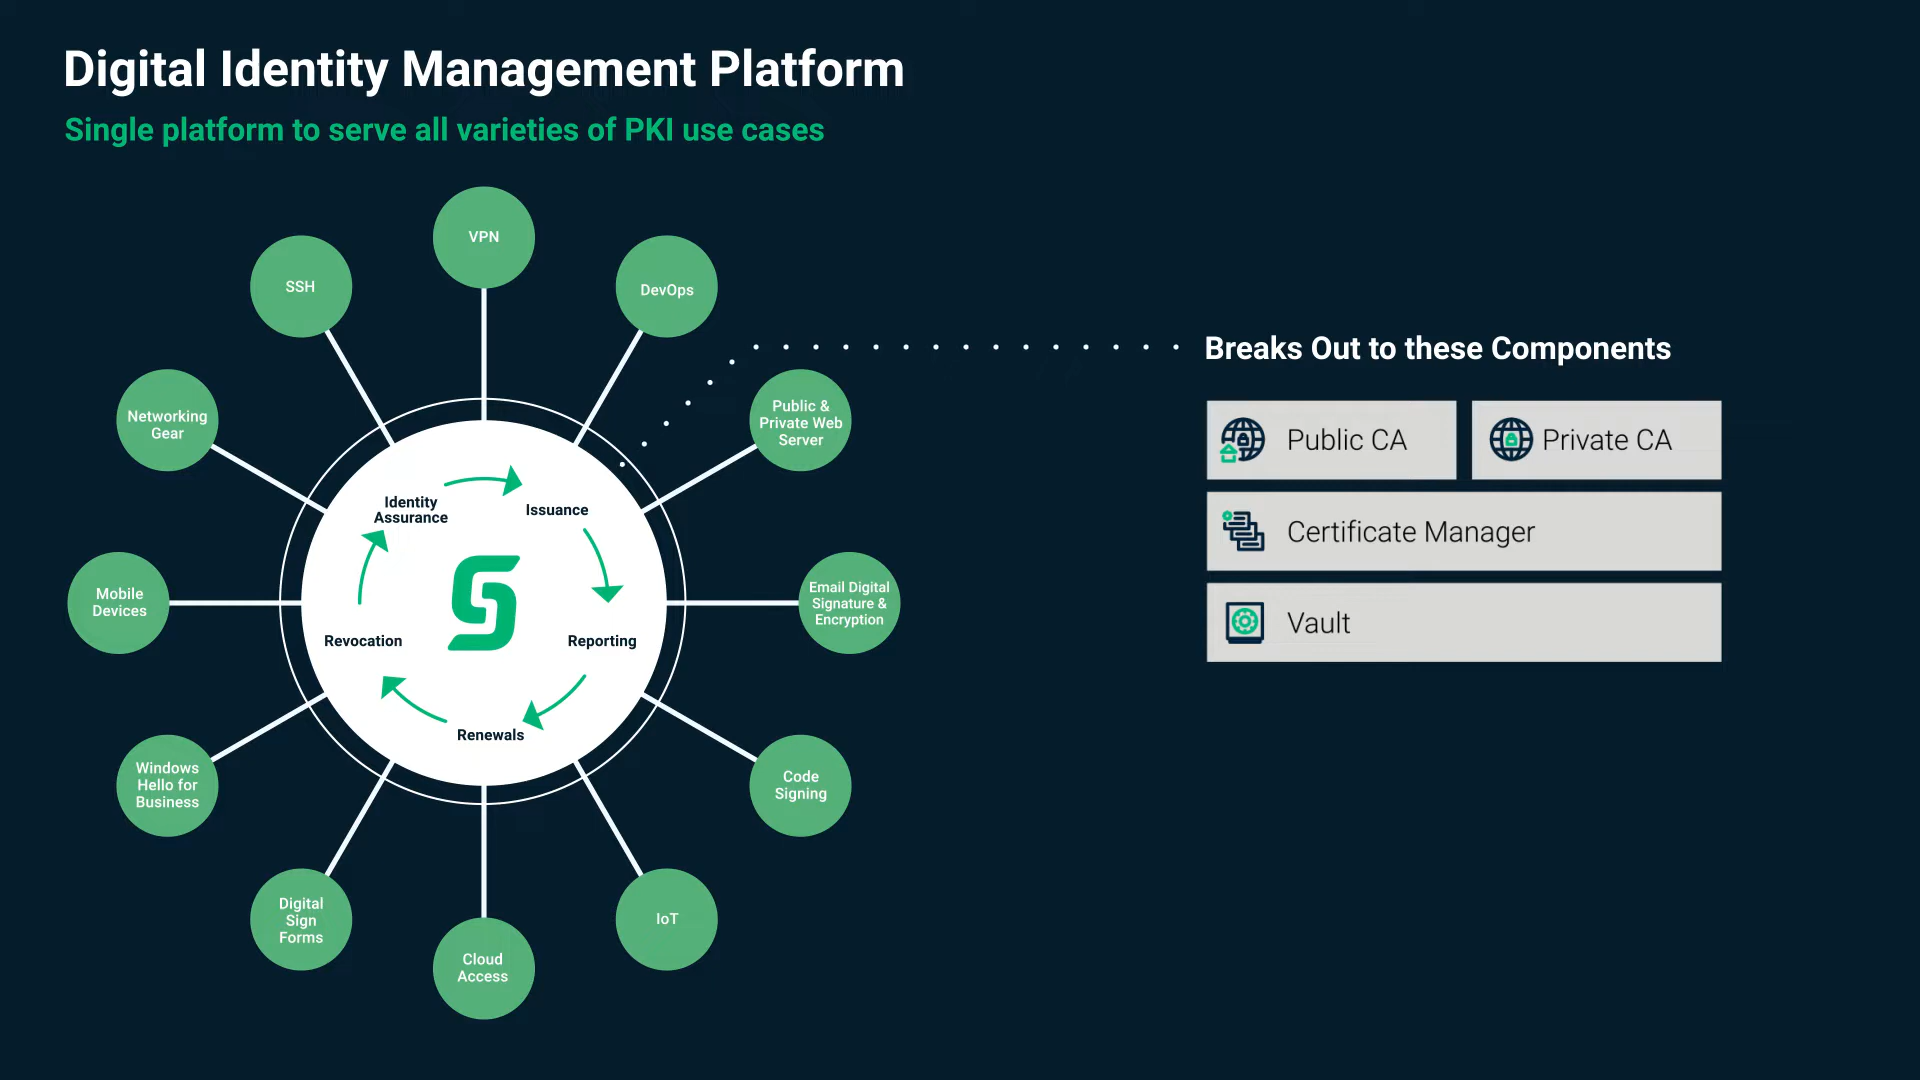 Digital Identity Management Platform
Single platform to serve all varieties of PKI use cases
VPN
SSH
DevOps
Networking
Gear
Public &
Private Web
Server
Mobile
Devices
Email Digital
Signature &
Encryption
Windows
Hello for
Business
Code
Signing
Digital
Sign
Forms
Cloud
Access
IoT
Identity
Assurance
Issuance
Reporting
Renewals
Revocation
Breaks Out to these Components
Public CA
Private CA
Certificate Manager
Vault